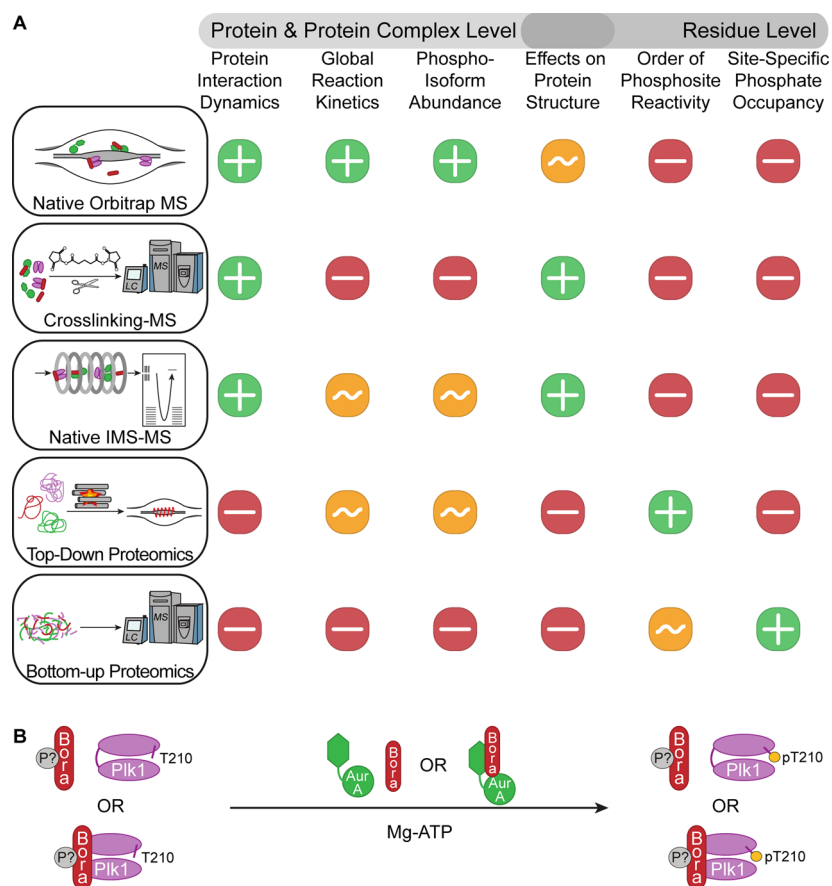 A
Protein & Protein Complex Level
Residue Level
Protein
Interaction
Dynamics
Global
Reaction
Kinetics
Phospho-
Isoform
Abundance
Effects on
Protein
Structure
Order of
Phosphosite
Reactivity
Site-Specific
Phosphate
Occupancy
Native Orbitrap MS
LC
MS
Crosslinking-MS
Native IMS-MS
Top-Down Proteomics
LC
MS
Bottom-up Proteomics
B
P?
Bora
Plk1
T210
OR
P?
Bora
Plk1
T210
Aur
A
Bora
OR
Bora
Aur
A
Mg-ATP
P?
Bora
Plk1
pT210
OR
P?
Bora
Plk1
pT210